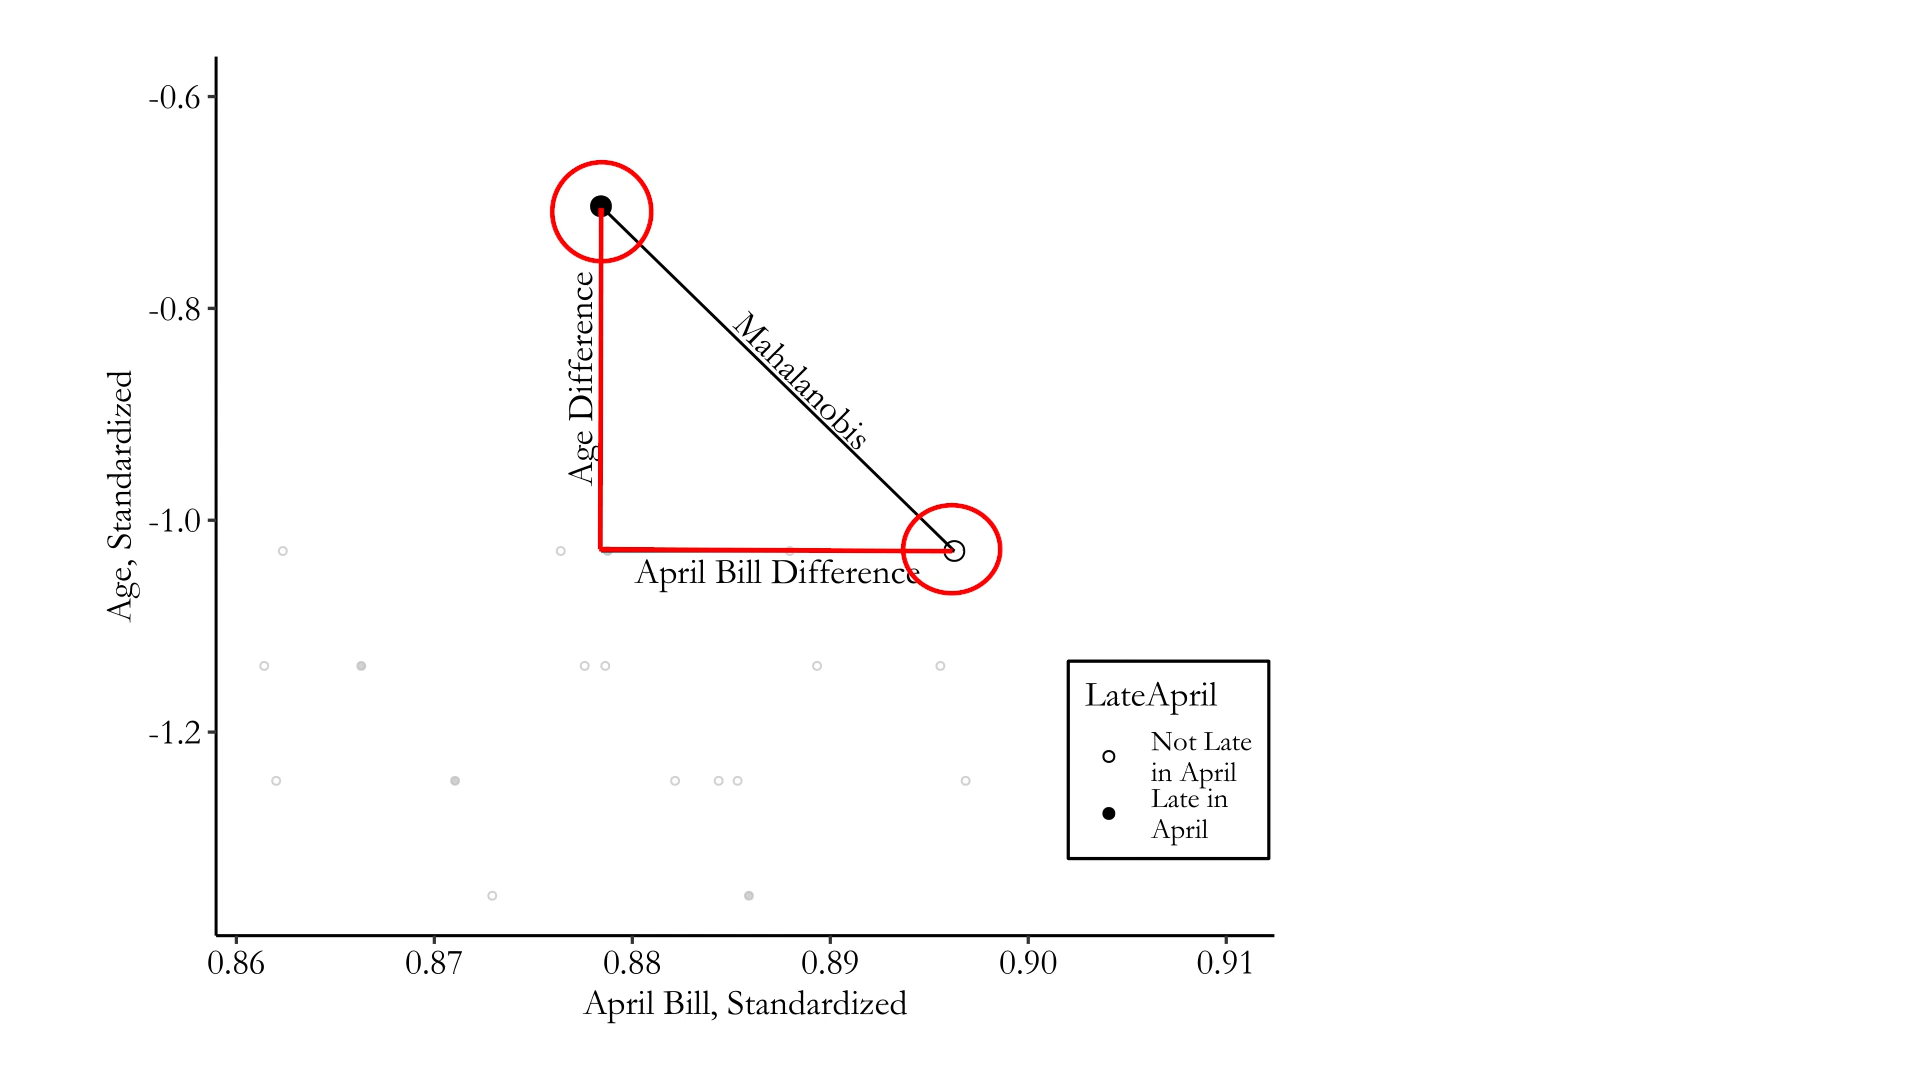 -0.6
-0.8
-1.0
-1.2
Age, Standardized
Age Difference
Mahalanobis
April Bill Difference
LateApril
Not Late
in April
Late in
April
0.86
0.87
0.88
0.89
0.90
0.91
April Bill, Standardized